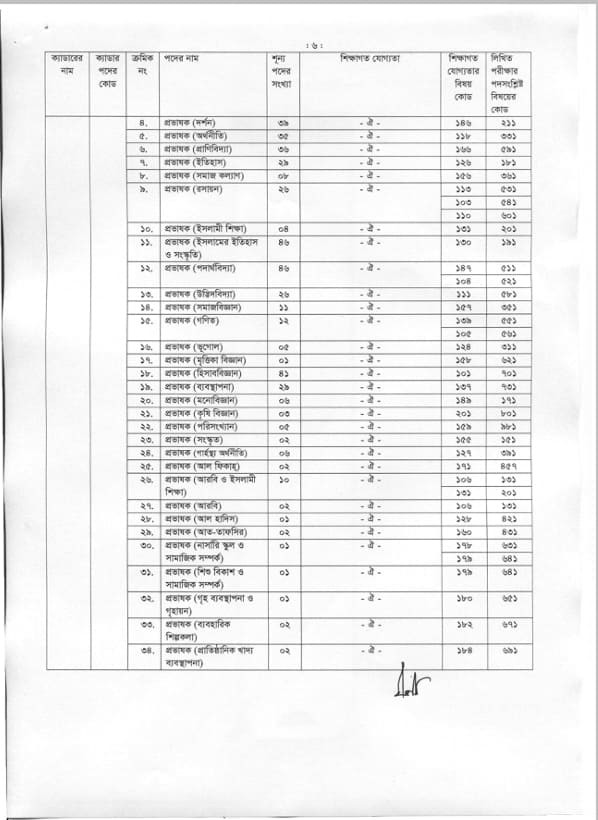 : ৬ :
ক্যাডারের নাম	ক্যাডার পদের কোড	ক্রমিক নং	পদের নাম	শূন্য পদের সংখ্যা	শিক্ষাগত যোগ্যতা	শিক্ষাগত যোগ্যতার বিষয় কোড	লিখিত পরীক্ষার পদসংশ্লিষ্ট বিষয়ের কোড
৪.	প্রভাষক (দর্শন)	৩৯	- ঐ -	১৪৬	২১১
৫.	প্রভাষক (অর্থনীতি)	৩৫	- ঐ -	১১৮	৩৩১
৬.	প্রভাষক (প্রাণিবিদ্যা)	৩৬	- ঐ -	১৬৬	৫৯১
৭.	প্রভাষক (ইতিহাস)	২৯	- ঐ -	১২৬	১৮১
৮.	প্রভাষক (সমাজ কল্যাণ)	০৮	- ঐ -	১৫৬	৩৬১
৯.	প্রভাষক (রসায়ন)	২৬	- ঐ -	১১৩	৫৩১
১০৩	৫৪১
১১০	৬০১
১০.	প্রভাষক (ইসলামী শিক্ষা)	০৪	- ঐ -	১৩১	২০১
১১.	প্রভাষক (ইসলামের ইতিহাস	৪৬	- ঐ -	১৩০	১৯১
ও সংস্কৃতি)
১২.	প্রভাষক (পদার্থবিদ্যা)	৪৬	- ঐ -	১৪৭	৫১১
১০৪	৫২১
১৩.	প্রভাষক (উদ্ভিদবিদ্যা)	২৬	- ঐ -	১১১	৫৮১
১৪.	প্রভাষক (সমাজবিজ্ঞান)	১১	- ঐ -	১৫৭	৩৫১
১৫.	প্রভাষক (গণিত)	১২	- ঐ -	১৩৯	৫৫১
১০৫	৫৬১
১৬.	প্রভাষক (ভূগোল)	০৫	- ঐ -	১২৪	৩১১
১৭.	প্রভাষক (মৃত্তিকা বিজ্ঞান)	০১	- ঐ -	১৫৮	৬২১
১৮.	প্রভাষক (হিসাববিজ্ঞান)	৪১	- ঐ -	১০১	৭০১
১৯.	প্রভাষক (ব্যবস্থাপনা)	২৯	- ঐ -	১৩৭	৭৩১
২০.	প্রভাষক (মনোবিজ্ঞান)	০৬	- ঐ -	১৪৯	১৭১
২১.	প্রভাষক (কৃষি বিজ্ঞান)	০৩	- ঐ -	২০১	৮০১
২২.	প্রভাষক (পরিসংখ্যান)	০৫	- ঐ -	১৫৯	৯৮১
২৩.	প্রভাষক (সংস্কৃত)	০২	- ঐ -	১৫৫	১৫১
২৪.	প্রভাষক (গার্হস্থ্য অর্থনীতি)	০৬	- ঐ -	১২৭	৩৯১
২৫.	প্রভাষক (আল ফিকাহ্)	০২	- ঐ -	১৭১	৪৫৭
২৬.	প্রভাষক (আরবি ও ইসলামী	১০	- ঐ -	১০৬	১৩১
শিক্ষা)	১৩১	২০১
২৭.	প্রভাষক (আরবি)	০২	- ঐ -	১০৬	১৩১
২৮.	প্রভাষক (আল হাদিস)	০১	- ঐ -	১২৮	৪২১
২৯.	প্রভাষক (আত-তাফসির)	০২	- ঐ -	১৬০	৪৩১
৩০.	প্রভাষক (নার্সারি স্কুল ও	০১	- ঐ -	১৭৮	৬৩১
সামাজিক সম্পর্ক)	১৭৯	৬৪১
৩১.	প্রভাষক (শিশু বিকাশ ও	০১	- ঐ -	১৭৯	৬৪১
সামাজিক সম্পর্ক)
৩২.	প্রভাষক (গৃহ ব্যবস্থাপনা ও	০১	- ঐ -	১৮০	৬৫১
গৃহায়ন)
৩৩.	প্রভাষক (ব্যবহারিক	০২	- ঐ -	১৮২	৬৭১
শিল্পকলা)
৩৪.	প্রভাষক (প্রাতিষ্ঠানিক খাদ্য	০২	- ঐ -	১৮৪	৬৯১
ব্যবস্থাপনা)